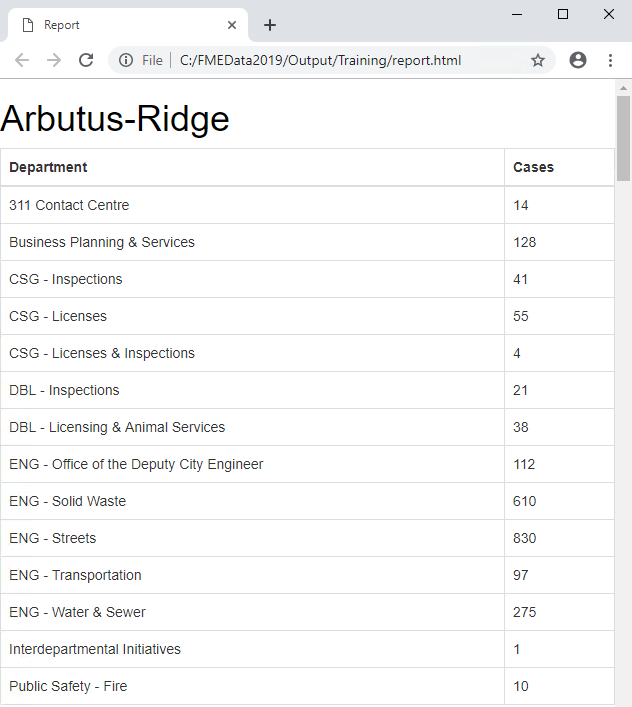 Report
File C:/FMEData2019/Output/Training/report.html
Arbutus-Ridge
Department Cases
311 Contact Centre 14
Business Planning & Services 128
CSG - Inspections 41
CSG - Licenses 55
CSG - Licenses & Inspections 4
DBL - Inspections 21
DBL - Licensing & Animal Services 38
ENG - Office of the Deputy City Engineer 112
ENG - Solid Waste 610
ENG - Streets 830
ENG - Transportation 97
ENG - Water & Sewer 275
Interdepartmental Initiatives 1
Public Safety - Fire 10